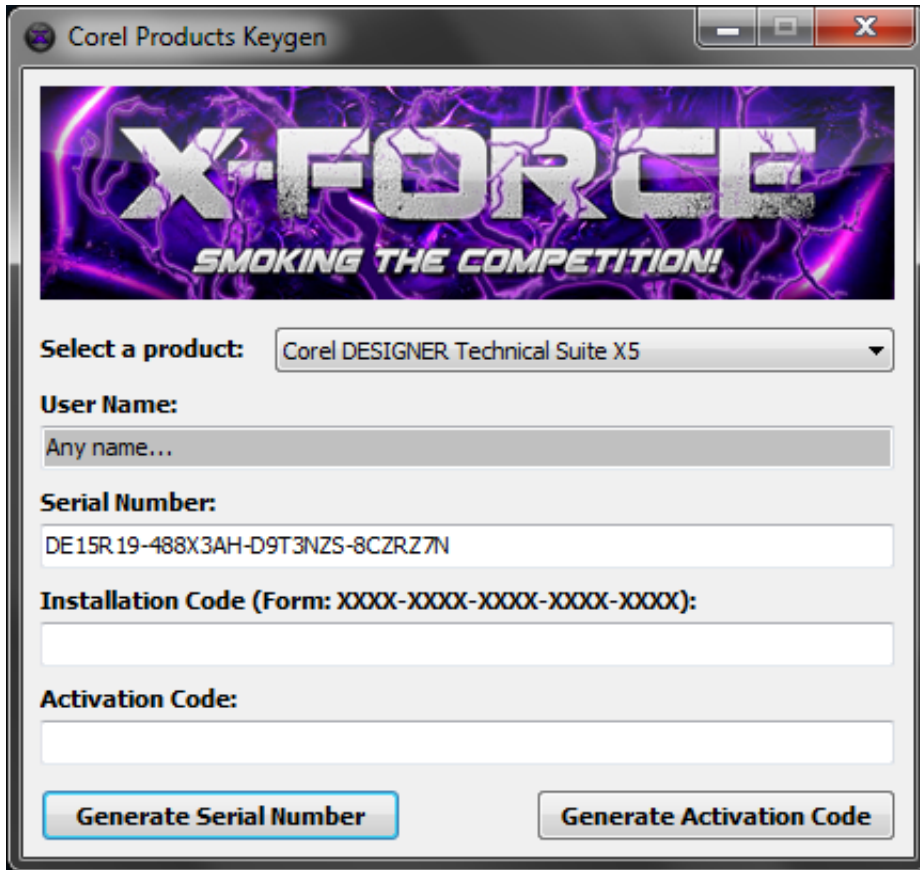 Corel Products Keygen
X-FORCE
SMOKING THE COMPETITION!
Select a product: Corel DESIGNER Technical Suite X5
User Name:
Any name...
Serial Number:
DE15R19-488X3AH-D9T3NZS-8CZRZ7N
Installation Code (Form: XXXX-XXXX-XXXX-XXXX-XXXX):
Activation Code:
Generate Serial Number Generate Activation Code